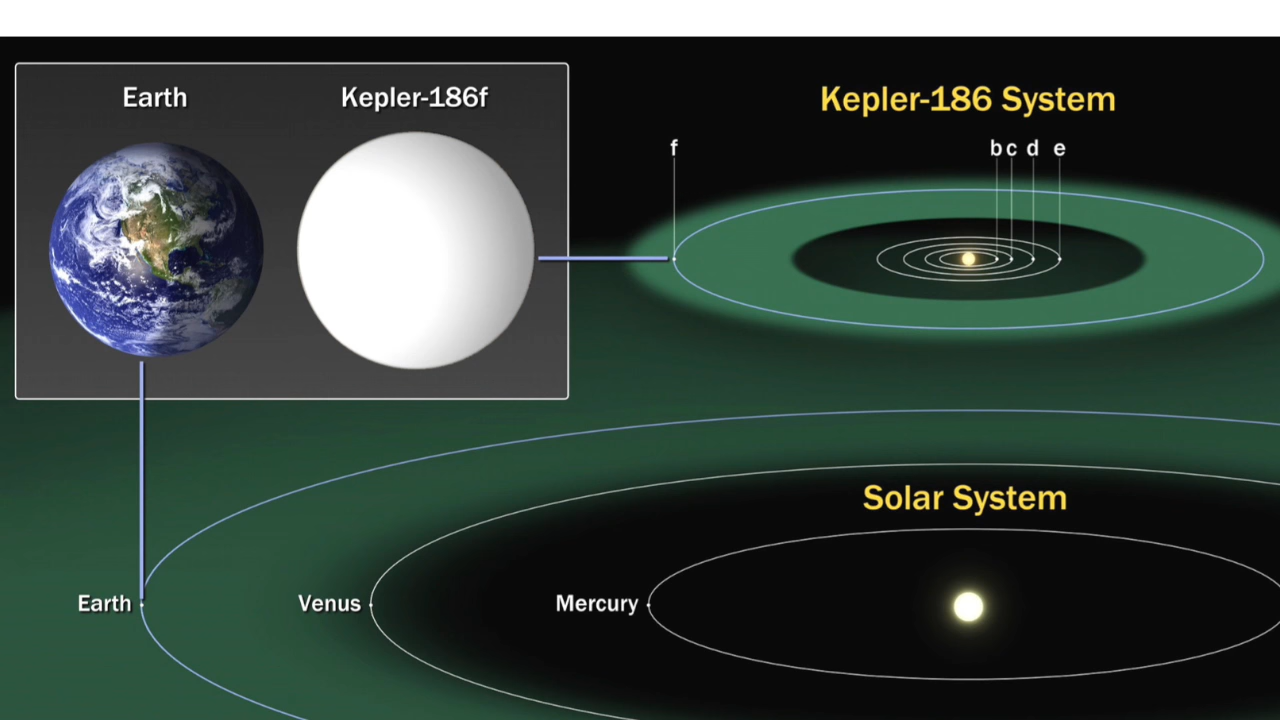 Earth
Kepler-186f
Kepler-186 System
f
b c d e
Solar System
Earth
Venus
Mercury